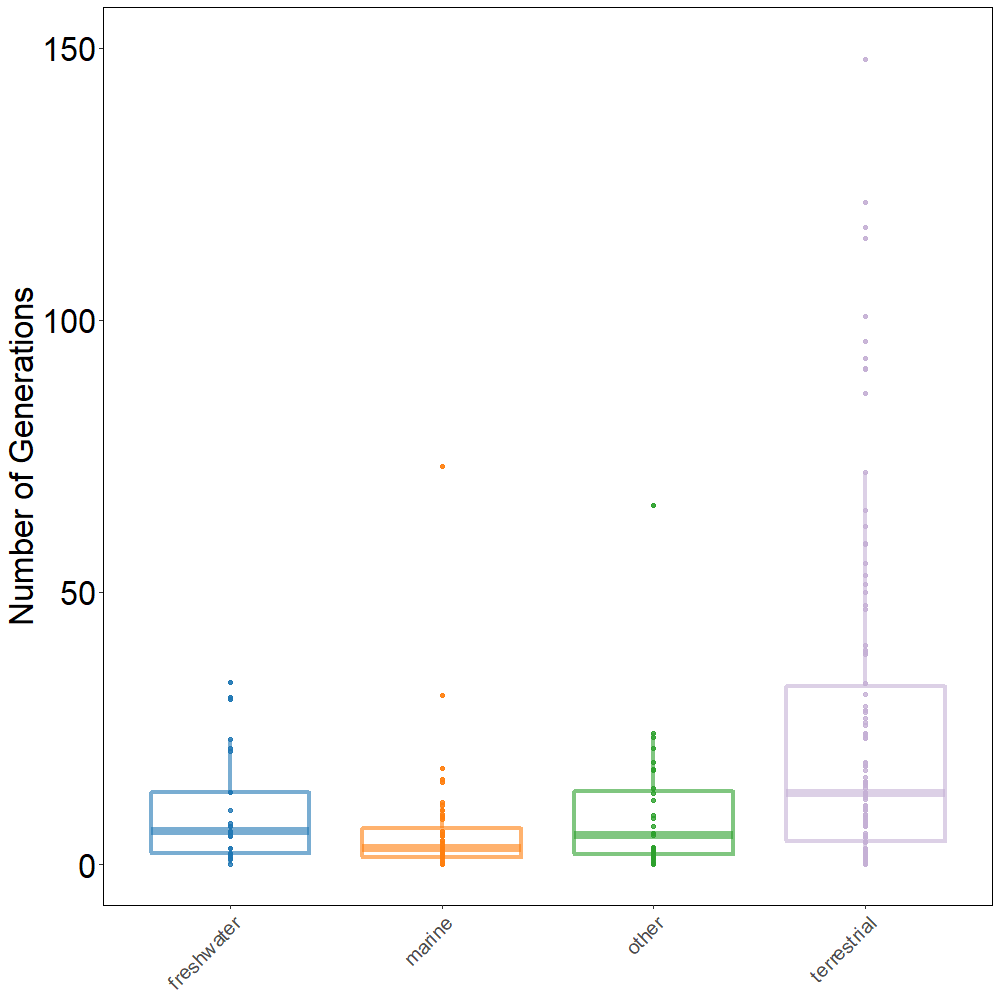 Number of Generations
150
100
50
0
freshwater
marine
other
terrestrial